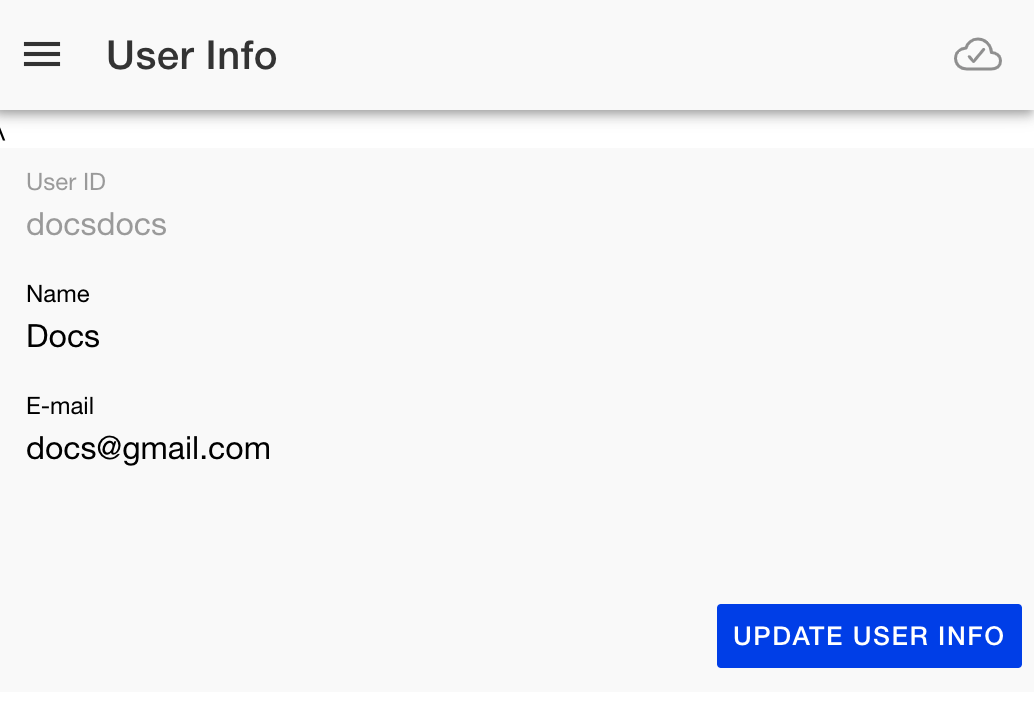 User Info
\
User ID
docsdocs
Name
Docs
E-mail
docs@gmail.com
UPDATE USER INFO